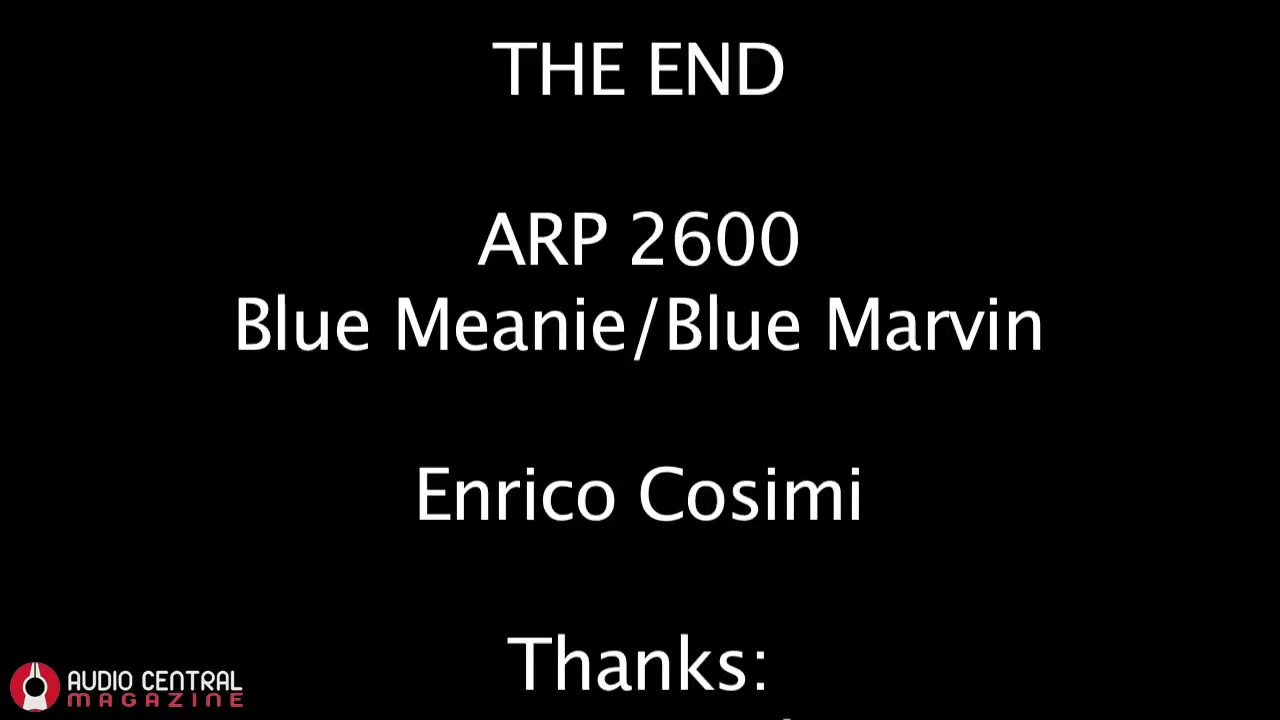 THE END
ARP 2600
Blue Meanie/Blue Marvin
Enrico Cosimi
Thanks:
AUDIO CENTRAL
MAGAZINE